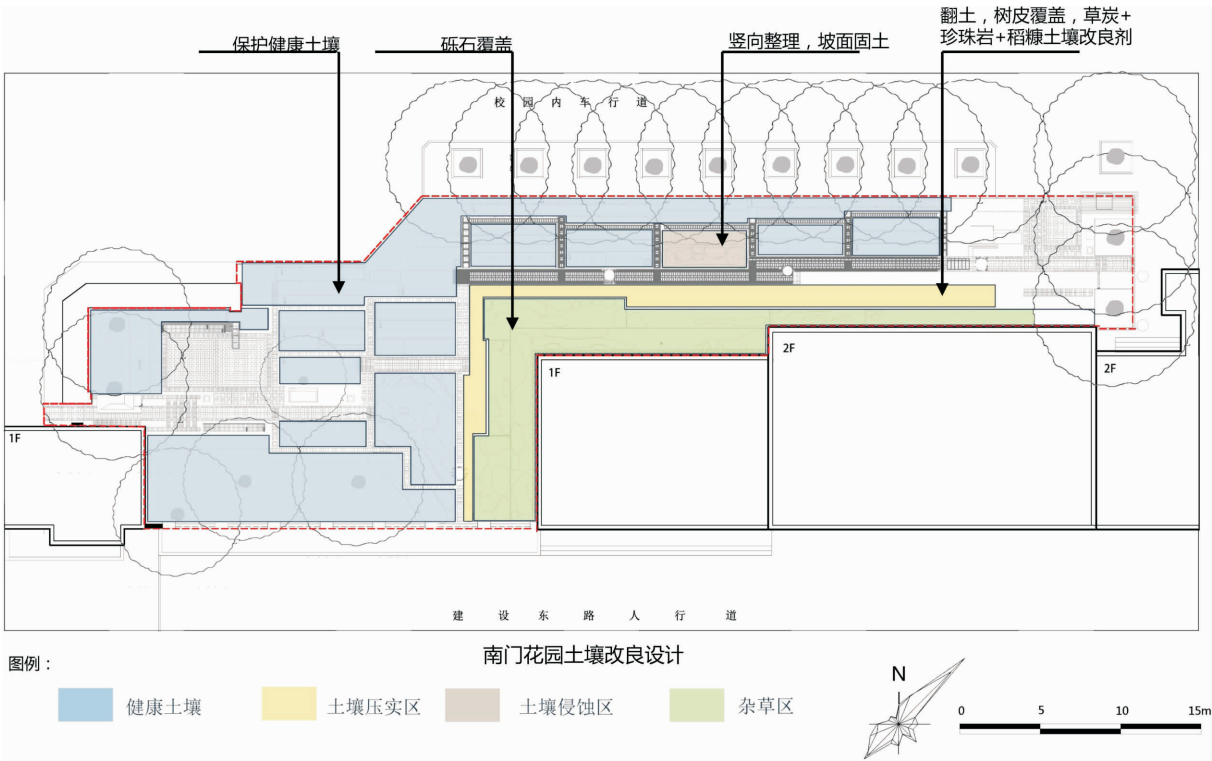 翻土，树皮覆盖，草炭+
珍珠岩+稻糠土壤改良剂
保护健康土壤
砾石覆盖
竖向整理，坡面固土
校园内车行道
1F
2F
2F
1F
建设东路人行道
南门花园土壤改良设计
图例：
健康土壤
土壤压实区
土壤侵蚀区
杂草区
N
0 5 10 15m